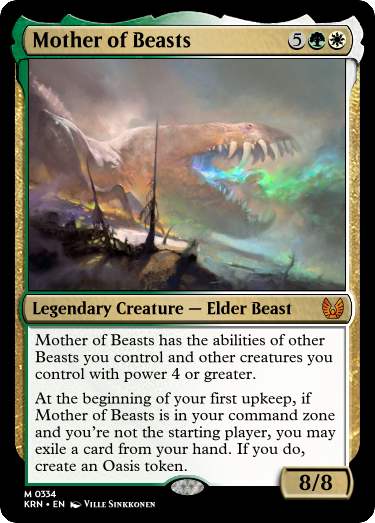 Mother of Beasts 5
Legendary Creature — Elder Beast
Mother of Beasts has the abilities of other
Beasts you control and other creatures you
control with power 4 or greater.
At the beginning of your first upkeep, if
Mother of Beasts is in your command zone
and you're not the starting player, you may
exile a card from your hand. If you do,
create an Oasis token.
8/8
M 0334
KRN • EN Ville Sinkkonen